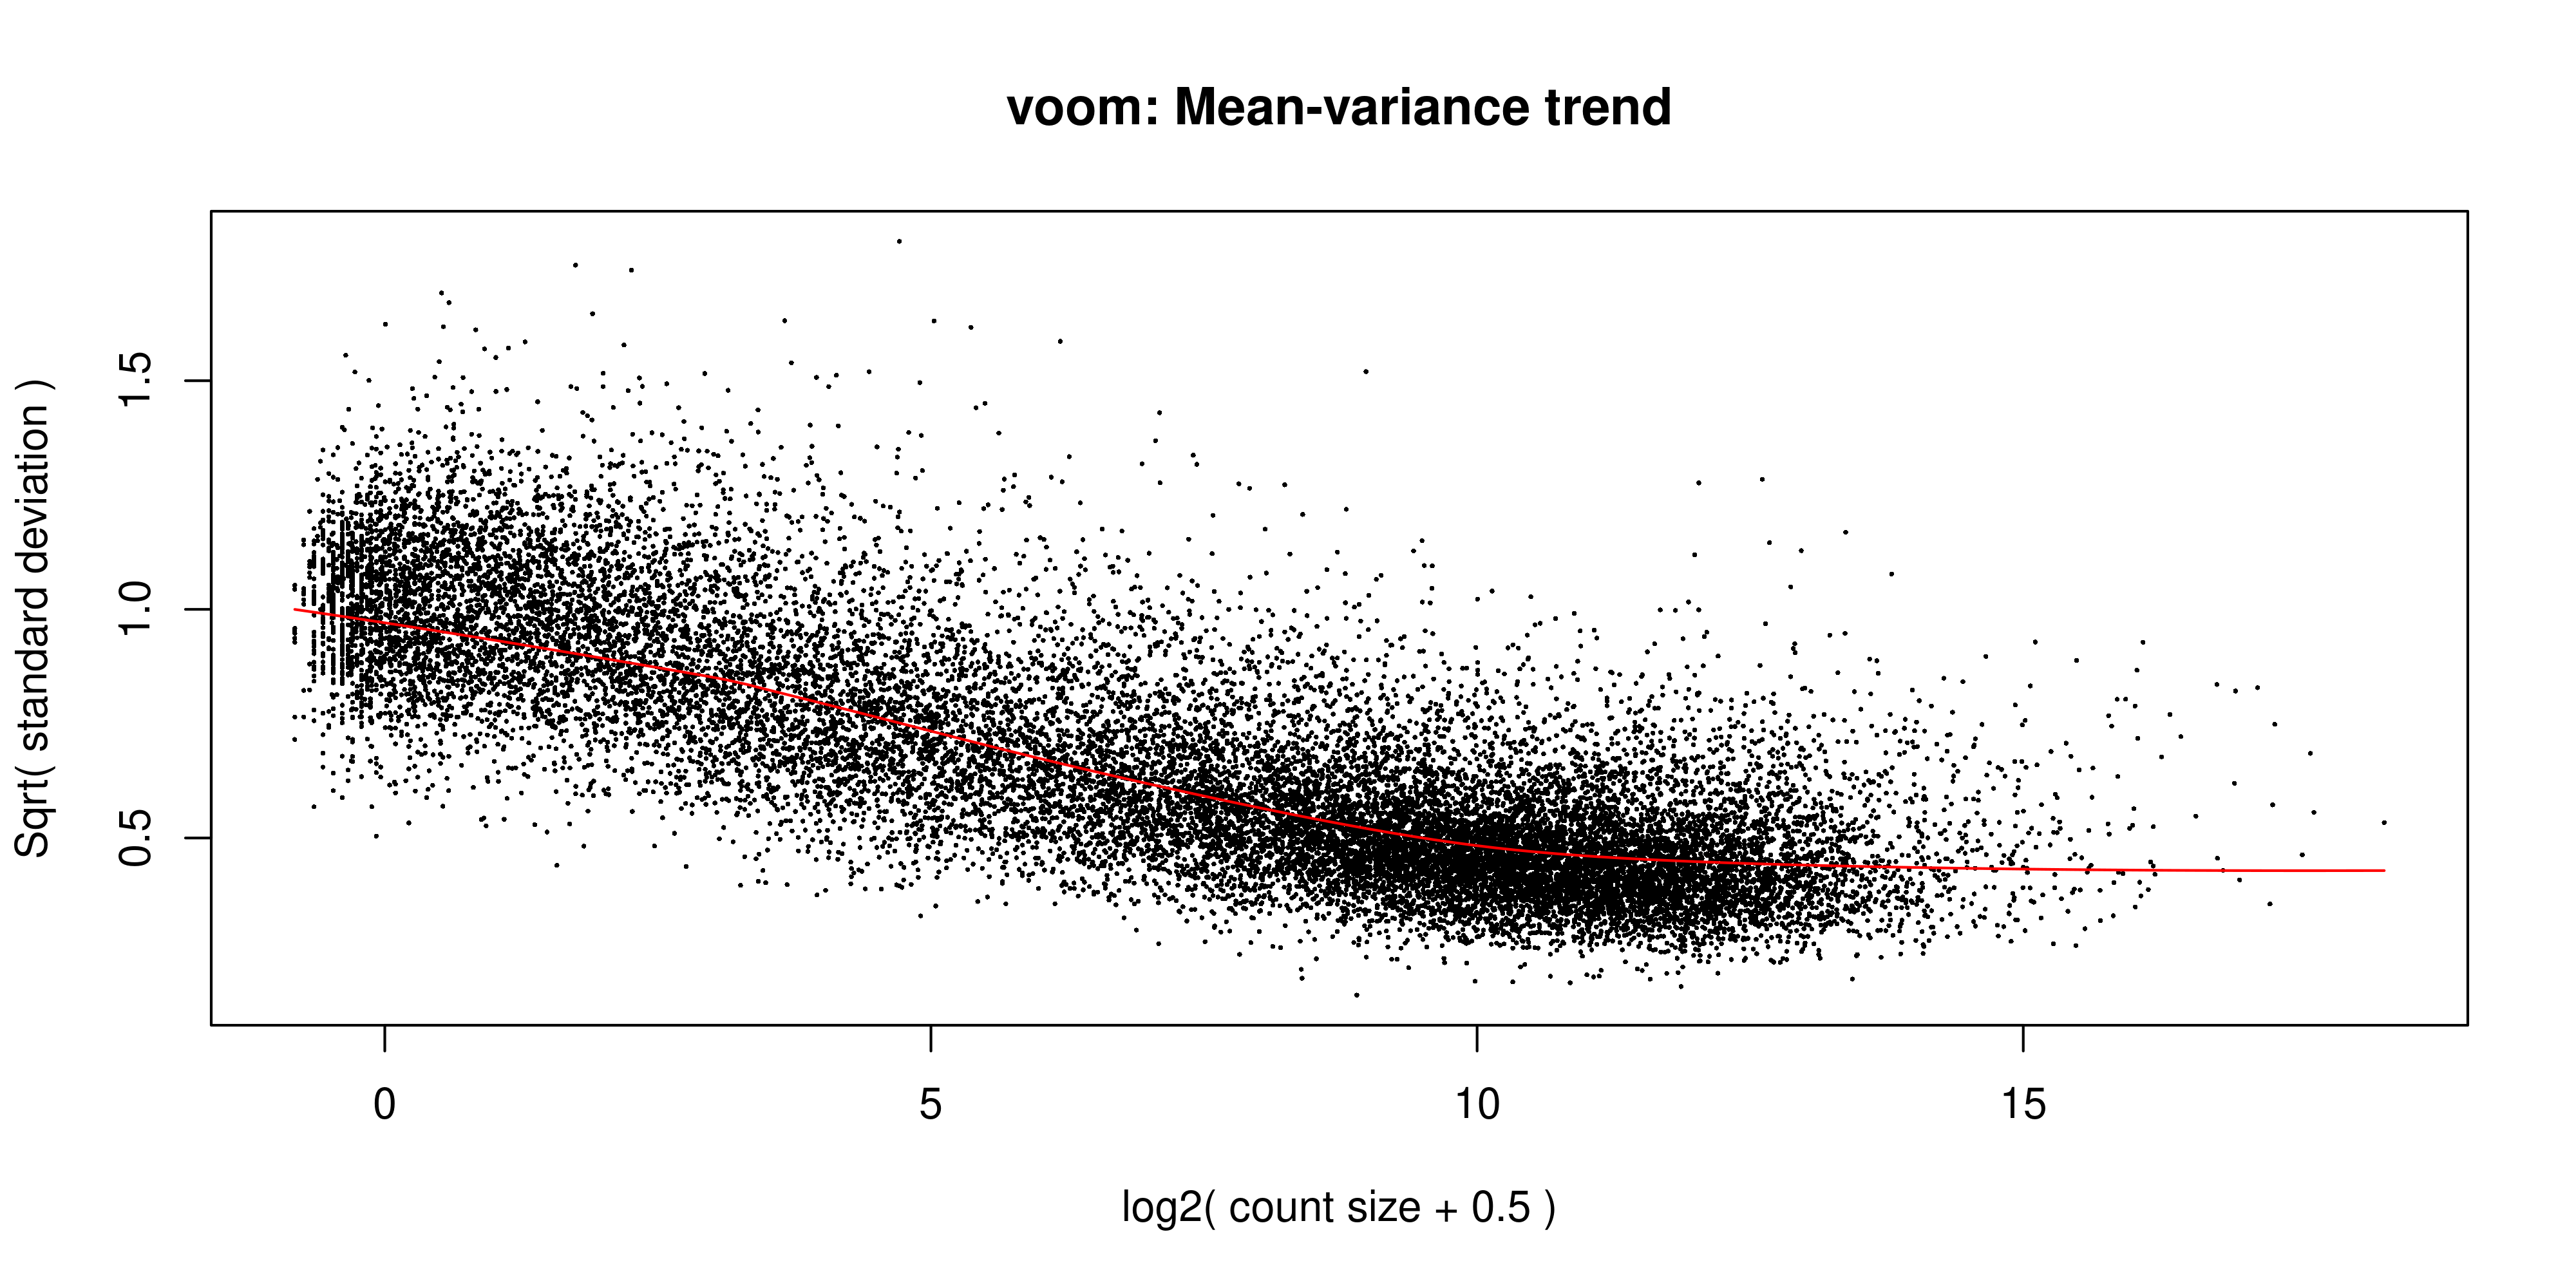 voom: Mean-variance trend
Sqrt( standard deviation )
1.5
1.0
0.5
0 5 10 15
log2( count size + 0.5 )